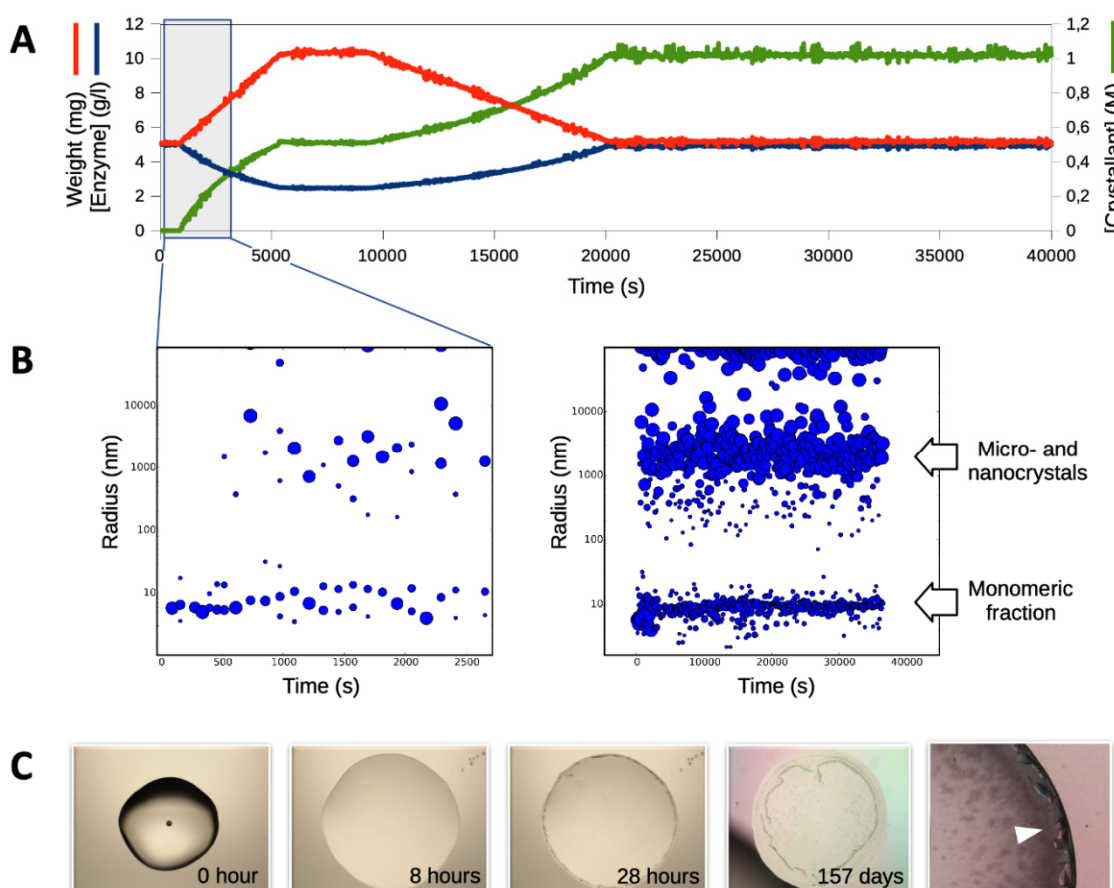 A
Weight (mg)
[Enzyme] (g/l)
12
10
8
6
4
2
0
1,2
1
0,8
0,6
0,4
0,2
0
[Crystallant] (M)
0 5000 10000 15000 20000 25000 30000 35000 40000
Time (s)
B
Radius (nm)
10000
1000
100
10
0 500 1000 1500 2000 2500
Time (s)
Radius (nm)
10000
1000
100
10
0 10000 20000 30000 40000
Time (s)
Micro- and
nanocrystals
Monomeric
fraction
C
0 hour
8 hours
28 hours
157 days